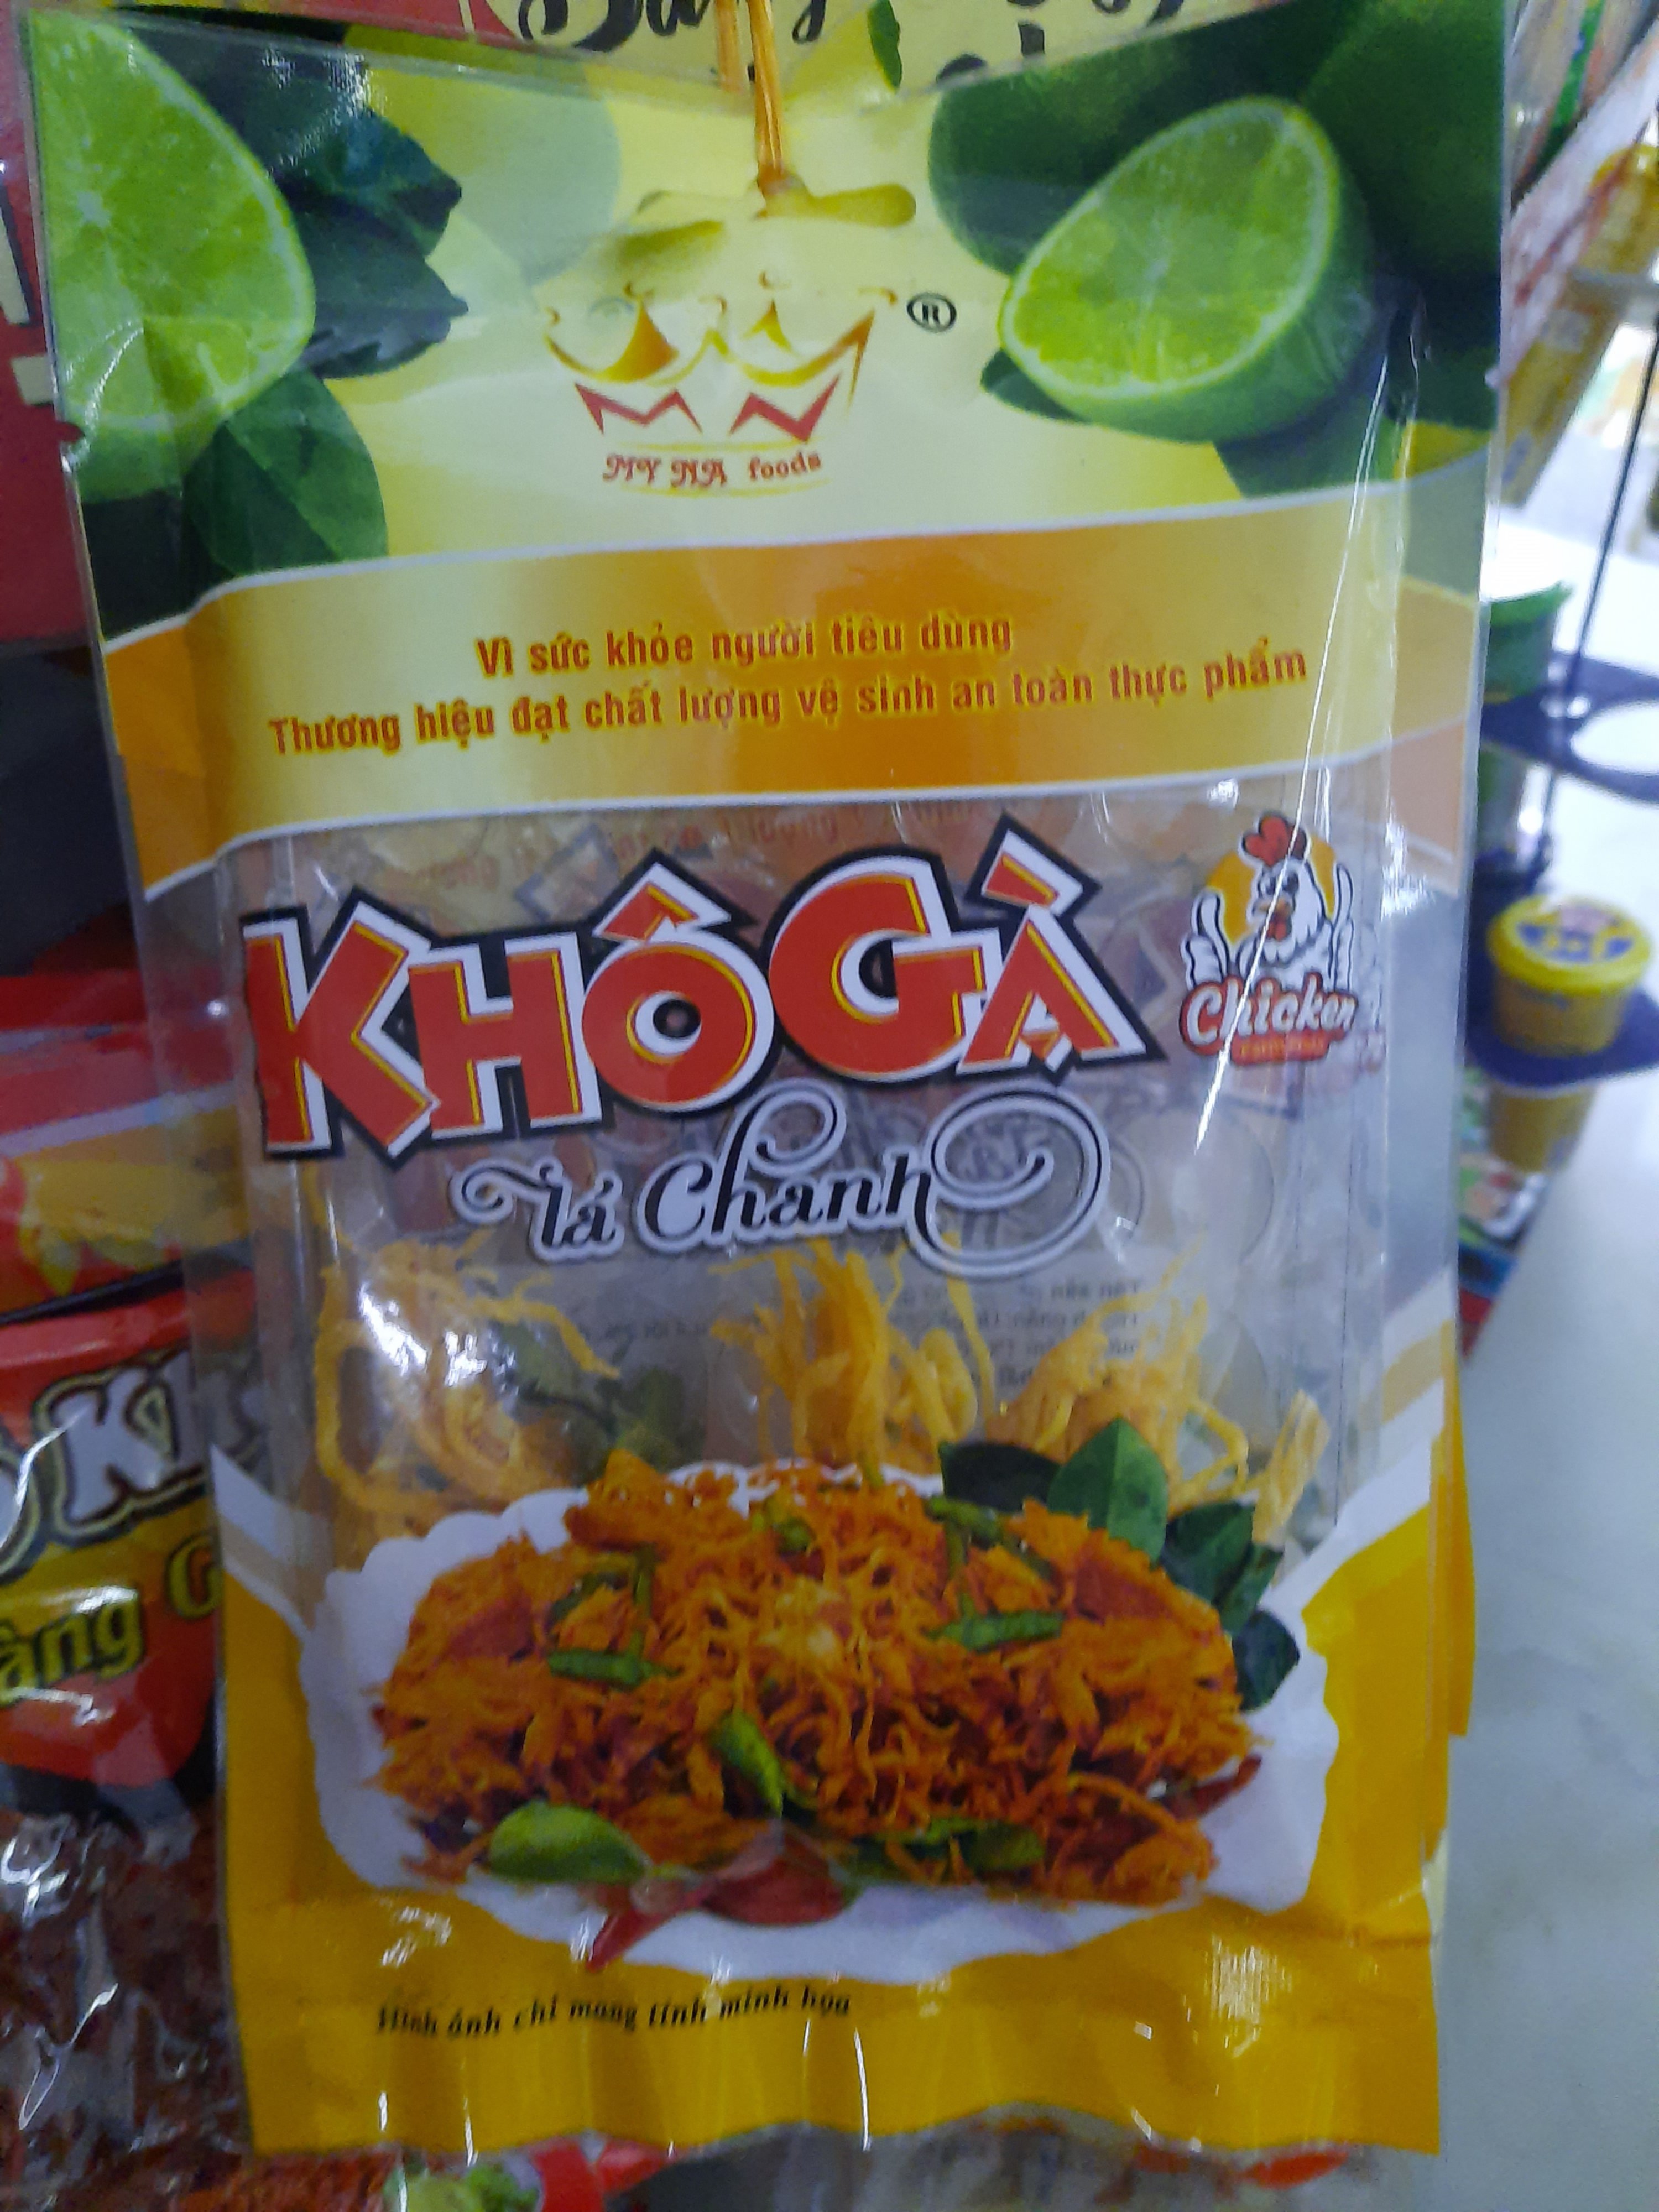 ®
MN
MY NA foods
Vì sức khỏe người tiêu dùng
Thương hiệu đạt chất lượng vệ sinh an toàn thực phẩm
KHÔ GÀ
Chicken
lá Chanh
Hình ảnh chỉ mang tính minh họa